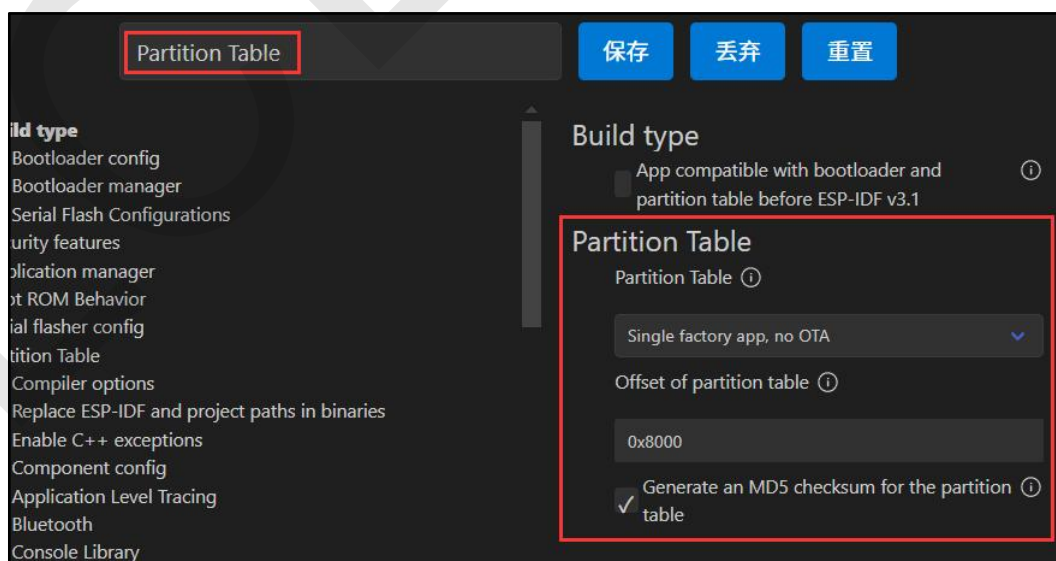 Partition Table
保存
丢弃
重置
ild type
Bootloader config
Bootloader manager
Serial Flash Configurations
urity features
plication manager
ot ROM Behavior
ial flasher config
tition Table
Compiler options
Replace ESP-IDF and project paths in binaries
Enable C++ exceptions
Component config
Application Level Tracing
Bluetooth
Console Library
Build type
App compatible with bootloader and
partition table before ESP-IDF v3.1
Partition Table
Partition Table
Single factory app, no OTA
Offset of partition table
0x8000
Generate an MD5 checksum for the partition
table